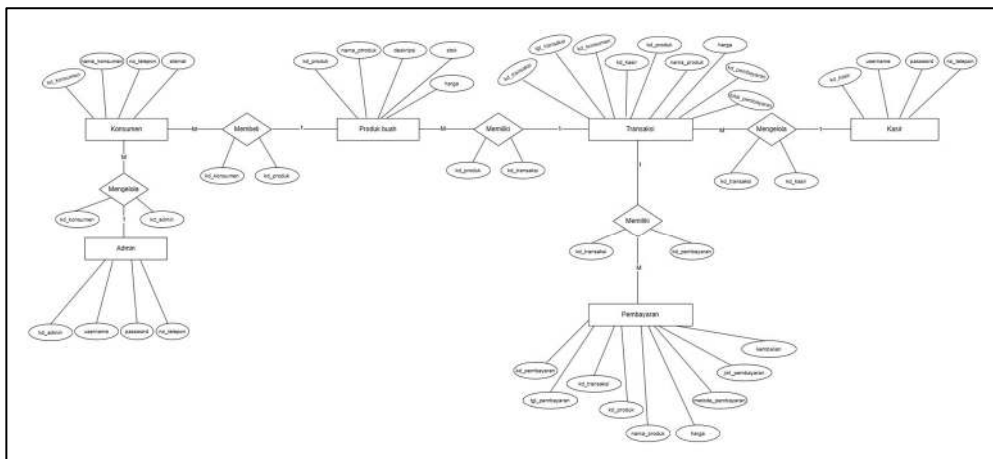 kd_konsumen
nama_konsumen
no_telepon
alamat
Konsumen
M
Membeli
kd_konsumen
kd_produk
kd_produk
nama_produk
deskripsi
stok
harga
Produk buah
M
Memiliki
1
kd_produk
kd_transaksi
kd_transaksi
tgl_transaksi
kd_konsumen
kd_kasir
kd_produk
nama_produk
harga
kd_pembayaran
Transaksi
M
Mengelola
1
kd_transaksi
kd_kasir
kd_kasir
username
password
no_telepon
Kasir
M
Mengelola
1
kd_konsumen
kd_admin
Admin
kd_admin
username
password
no_telepon
1
Memiliki
M
kd_transaksi
kd_pembayaran
Pembayaran
kd_pembayaran
tgl_pembayaran
kd_transaksi
kd_produk
nama_produk
harga
metode_pembayaran
jml_pembayaran
kembalian